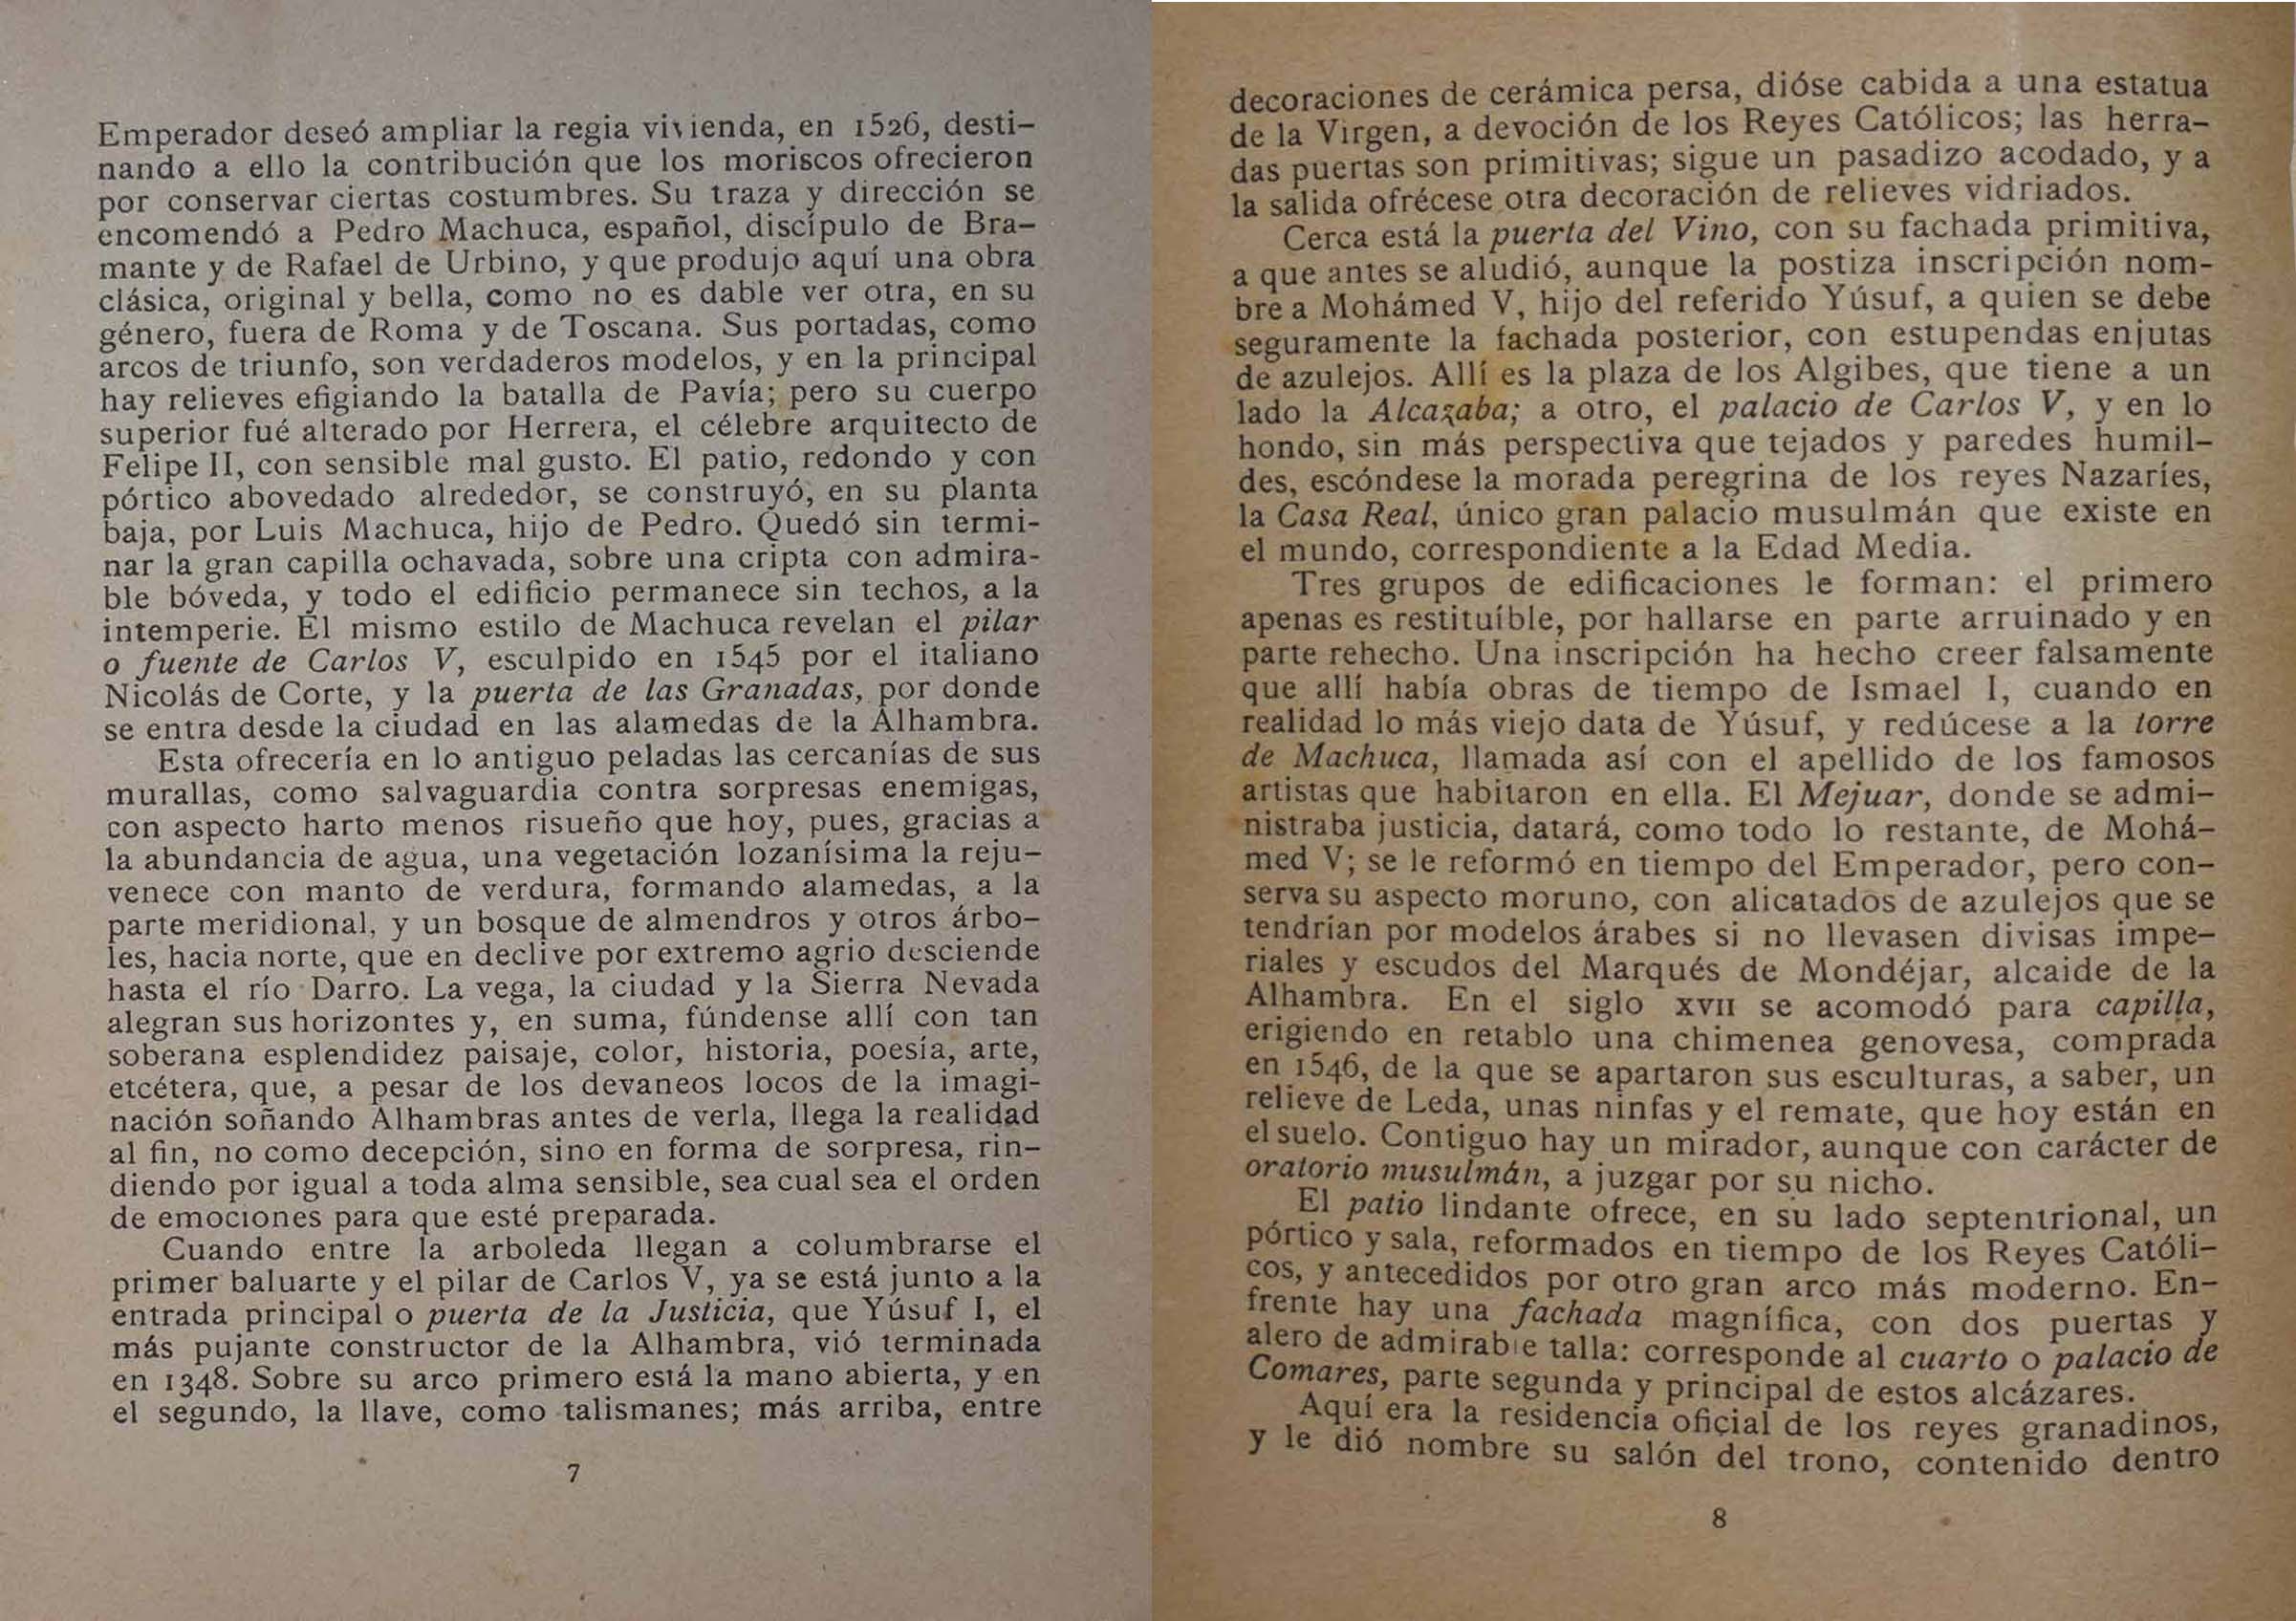 Emperador deseó ampliar la regia vivienda, en 1526, desti-
nando a ello la contribución que los moriscos ofrecieron
por conservar ciertas costumbres. Su traza y dirección se
encomendó a Pedro Machuca, español, discípulo de Bra-
mante y de Rafael de Urbino, y que produjo aquí una obra
clásica, original y bella, como no es dable ver otra, en su
género, fuera de Roma y de Toscana. Sus portadas, como
arcos de triunfo, son verdaderos modelos, y en la principal
hay relieves efigiando la batalla de Pavía; pero su cuerpo
superior fué alterado por Herrera, el célebre arquitecto de
Felipe II, con sensible mal gusto. El patio, redondo y con
pórtico abovedado alrededor, se construyó, en su planta
baja, por Luis Machuca, hijo de Pedro. Quedó sin termi-
nar la gran capilla ochavada, sobre una cripta con admira-
ble bóveda, y todo el edificio permanece sin techos, a la
intemperie. El mismo estilo de Machuca revelan el pilar
o fuente de Carlos V, esculpido en 1545 por el italiano
Nicolás de Corte, y la puerta de las Granadas, por donde
se entra desde la ciudad en las alamedas de la Alhambra.
Esta ofrecería en lo antiguo peladas las cercanías de sus
murallas, como salvaguardia contra sorpresas enemigas,
con aspecto harto menos risueño que hoy, pues, gracias a
la abundancia de agua, una vegetación lozanísima la reju-
venece con manto de verdura, formando alamedas, a la
parte meridional, y un bosque de almendros y otros árbo-
les, hacia norte, que en declive por extremo agrio desciende
hasta el río Darro. La vega, la ciudad y la Sierra Nevada
alegran sus horizontes y, en suma, fúndense allí con tan
soberana esplendidez paisaje, color, historia, poesía, arte,
etcétera, que, a pesar de los devaneos locos de la imagi-
nación soñando Alhambras antes de verla, llega la realidad
al fin, no como decepción, sino en forma de sorpresa, rin-
diendo por igual a toda alma sensible, sea cual sea el orden
de emociones para que esté preparada.
Cuando entre la arboleda llegan a columbrarse el
primer baluarte y el pilar de Carlos V, ya se está junto a la
entrada principal o puerta de la Justicia, que Yúsuf I, el
más pujante constructor de la Alhambra, vió terminada
en 1348. Sobre su arco primero está la mano abierta, y en
el segundo, la llave, como talismanes; más arriba, entre
7
decoraciones de cerámica persa, dióse cabida a una estatua
de la Virgen, a devoción de los Reyes Católicos; las herra-
das puertas son primitivas; sigue un pasadizo acodado, y a
la salida ofrécese otra decoración de relieves vidriados.
Cerca está la puerta del Vino, con su fachada primitiva,
a que antes se aludió, aunque la postiza inscripción nom-
bre a Mohámed V, hijo del referido Yúsuf, a quien se debe
seguramente la fachada posterior, con estupendas enjutas
de azulejos. Allí es la plaza de los Algibes, que tiene a un
lado la Alcazaba; a otro, el palacio de Carlos V, y en lo
hondo, sin más perspectiva que tejados y paredes humil-
des, escóndese la morada peregrina de los reyes Nazaríes,
la Casa Real, único gran palacio musulmán que existe en
el mundo, correspondiente a la Edad Media.
Tres grupos de edificaciones le forman: el primero
apenas es restituíble, por hallarse en parte arruinado y en
parte rehecho. Una inscripción ha hecho creer falsamente
que allí había obras de tiempo de Ismael I, cuando en
realidad lo más viejo data de Yúsuf, y redúcese a la torre
de Machuca, llamada así con el apellido de los famosos
artistas que habitaron en ella. El Mejuar, donde se admi-
nistraba justicia, datará, como todo lo restante, de Mohá-
med V; se le reformó en tiempo del Emperador, pero con-
serva su aspecto moruno, con alicatados de azulejos que se
tendrían por modelos árabes si no llevasen divisas impe-
riales y escudos del Marqués de Mondéjar, alcaide de la
Alhambra. En el siglo XVII se acomodó para capilla,
erigiendo en retablo una chimenea genovesa, comprada
en 1546, de la que se apartaron sus esculturas, a saber, un
relieve de Leda, unas ninfas y el remate, que hoy están en
el suelo. Contiguo hay un mirador, aunque con carácter de
oratorio musulmán, a juzgar por su nicho.
El patio lindante ofrece, en su lado septentrional, un
pórtico y sala, reformados en tiempo de los Reyes Católi-
cos, y antecedidos por otro gran arco más moderno. En-
frente hay una fachada magnífica, con dos puertas y
alero de admirable talla: corresponde al cuarto o palacio de
Comares, parte segunda y principal de estos alcázares.
Aquí era la residencia oficial de los reyes granadinos,
y le dió nombre su salón del trono, contenido dentro
8